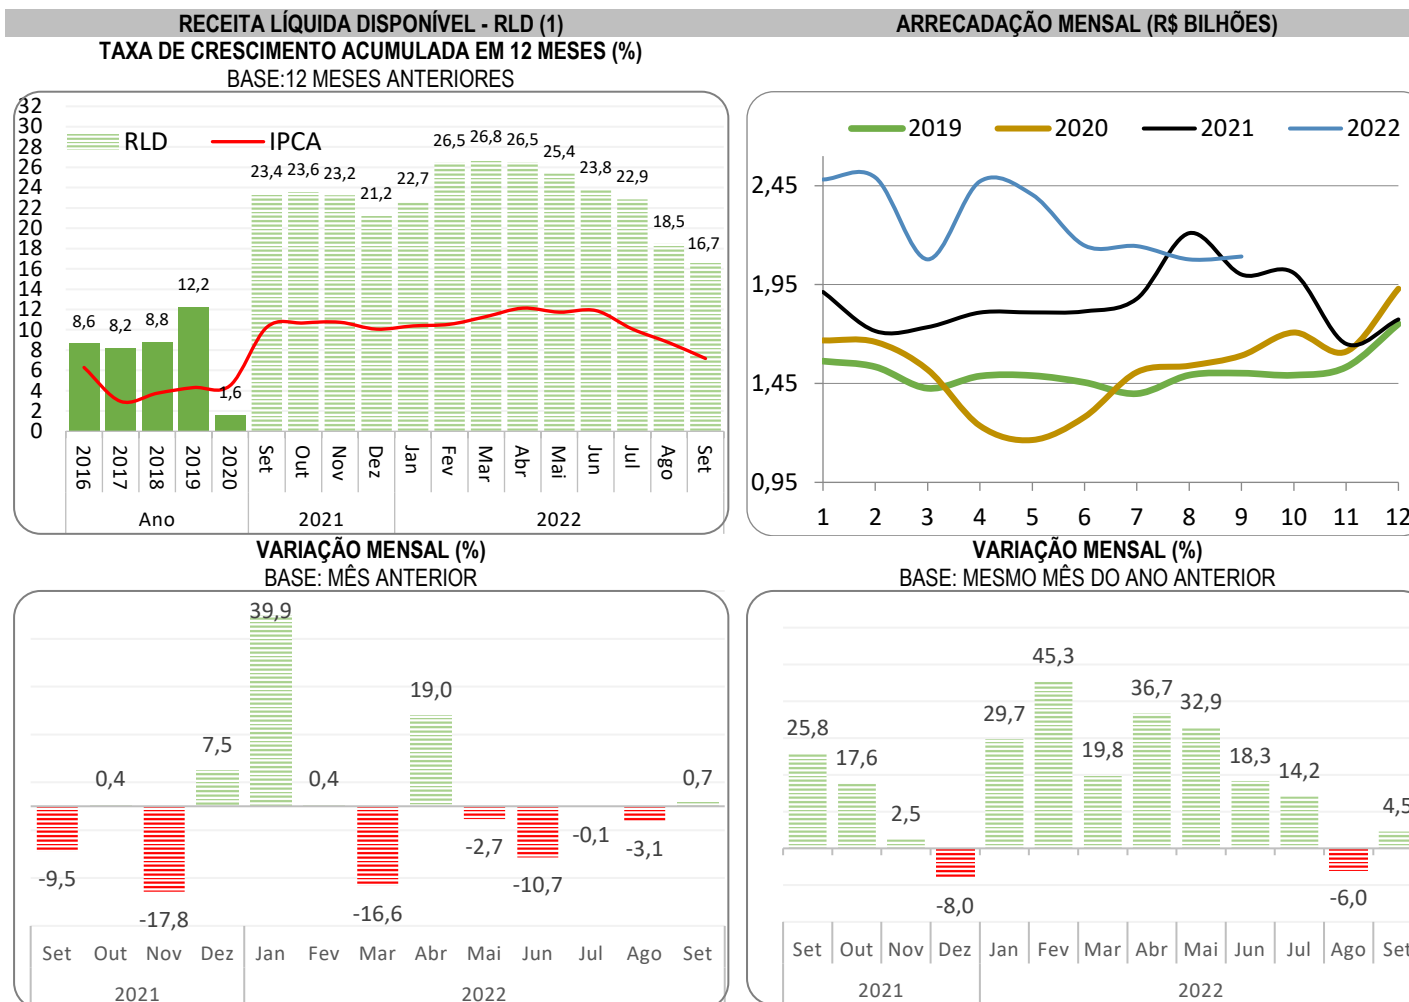 RECEITA LÍQUIDA DISPONÍVEL - RLD (1)
TAXA DE CRESCIMENTO ACUMULADA EM 12 MESES (%)
BASE:12 MESES ANTERIORES
32
30
28
26
24
22
20
18
16
14
12
10
8
6
4
2
0
RLD IPCA
8,6 8,2 8,8 12,2 1,6 23,4 23,6 23,2 21,2 22,7 26,5 26,8 26,5 25,4 23,8 22,9 18,5 16,7
2016 2017 2018 2019 2020 Set Out Nov Dez Jan Fev Mar Abr Mai Jun Jul Ago Set
Ano 2021 2022
ARRECADAÇÃO MENSAL (R$ BILHÕES)
2019 2020 2021 2022
2,45
1,95
1,45
0,95
1 2 3 4 5 6 7 8 9 10 11 12
VARIAÇÃO MENSAL (%)
BASE: MÊS ANTERIOR
-9,5 0,4 -17,8 7,5 39,9 0,4 -16,6 19,0 -2,7 -10,7 -0,1 -3,1 0,7
Set Out Nov Dez Jan Fev Mar Abr Mai Jun Jul Ago Set
2021 2022
VARIAÇÃO MENSAL (%)
BASE: MESMO MÊS DO ANO ANTERIOR
25,8 17,6 2,5 -8,0 29,7 45,3 19,8 36,7 32,9 18,3 14,2 -6,0 4,5
Set Out Nov Dez Jan Fev Mar Abr Mai Jun Jul Ago Set
2021 2022